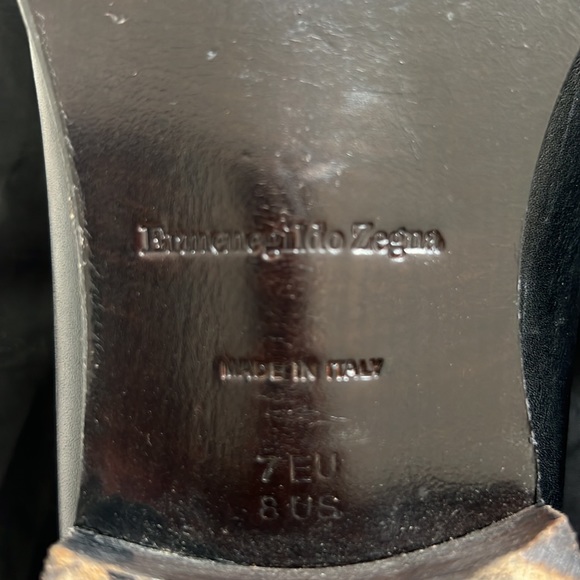 Ermenegildo Zegna
MADE IN ITALY
7 EU
8 US